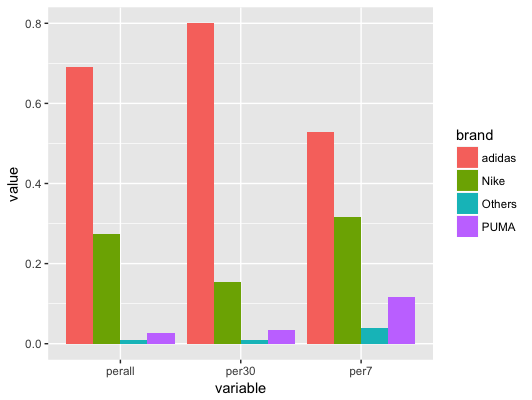 0.8
0.6
0.4
0.2
0.0
value
perall per30 per7
variable
brand
adidas
Nike
Others
PUMA